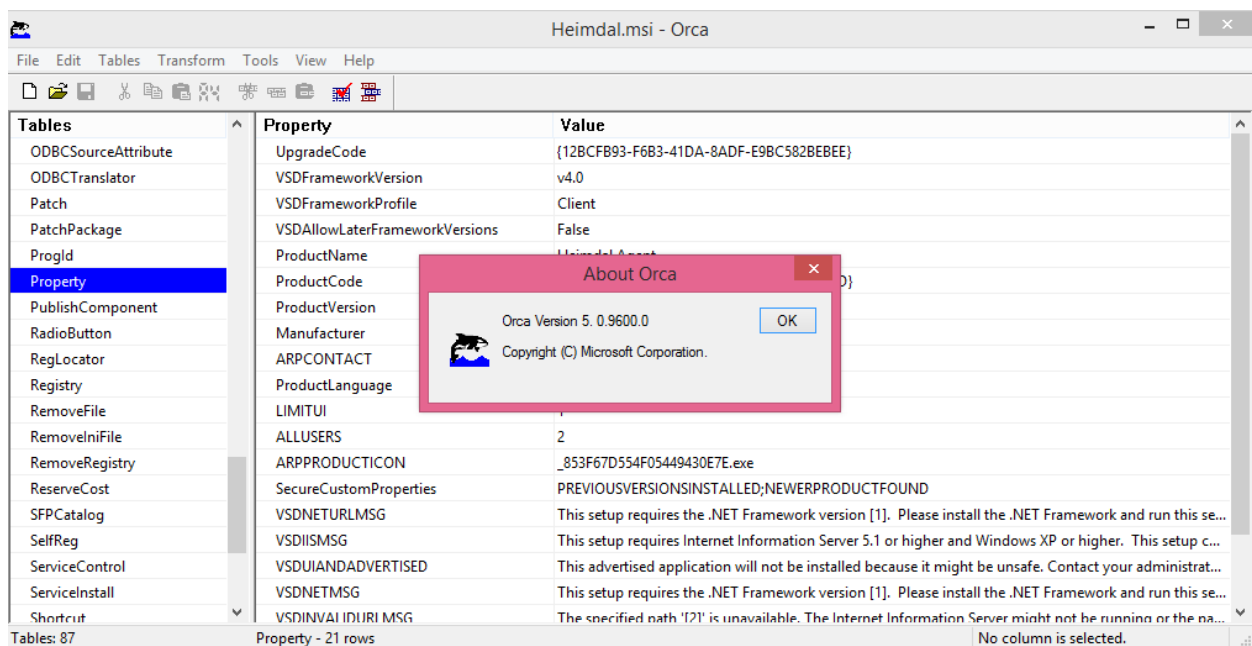 Heimdal.msi - Orca
File Edit Tables Transform Tools View Help
Tables Property Value
ODBCSourceAttribute UpgradeCode {12BCFB93-F6B3-41DA-8ADF-E9BC582BEBEE}
ODBCTranslator VSDFrameworkVersion v4.0
Patch VSDFrameworkProfile Client
PatchPackage VSDAllowLaterFrameworkVersions False
ProgId ProductName Heimdal Agent
Property ProductCode D}
PublishComponent ProductVersion
RadioButton Manufacturer
RegLocator ARPCONTACT
Registry ProductLanguage
RemoveFile LIMITUI
RemoveIniFile ALLUSERS 2
RemoveRegistry ARPPRODUCTICON _853F67D554F05449430E7E.exe
ReserveCost SecureCustomProperties PREVIOUSVERSIONSINSTALLED;NEWERPRODUCTFOUND
SFPCatalog VSDNETURLMSG This setup requires the .NET Framework version [1]. Please install the .NET Framework and run this se...
SelfReg VSDIISMSG This setup requires Internet Information Server 5.1 or higher and Windows XP or higher. This setup c...
ServiceControl VSDUIANDADVERTISED This advertised application will not be installed because it might be unsafe. Contact your administrat...
ServiceInstall VSDNETMSG This setup requires the .NET Framework version [1]. Please install the .NET Framework and run this se...
Shortcut VSDINVALIDURLMSG The specified path '[2]' is unavailable. The Internet Information Server might not be running or the pa...
Tables: 87 Property - 21 rows No column is selected.
About Orca
Orca Version 5. 0.9600.0 OK
Copyright (C) Microsoft Corporation.